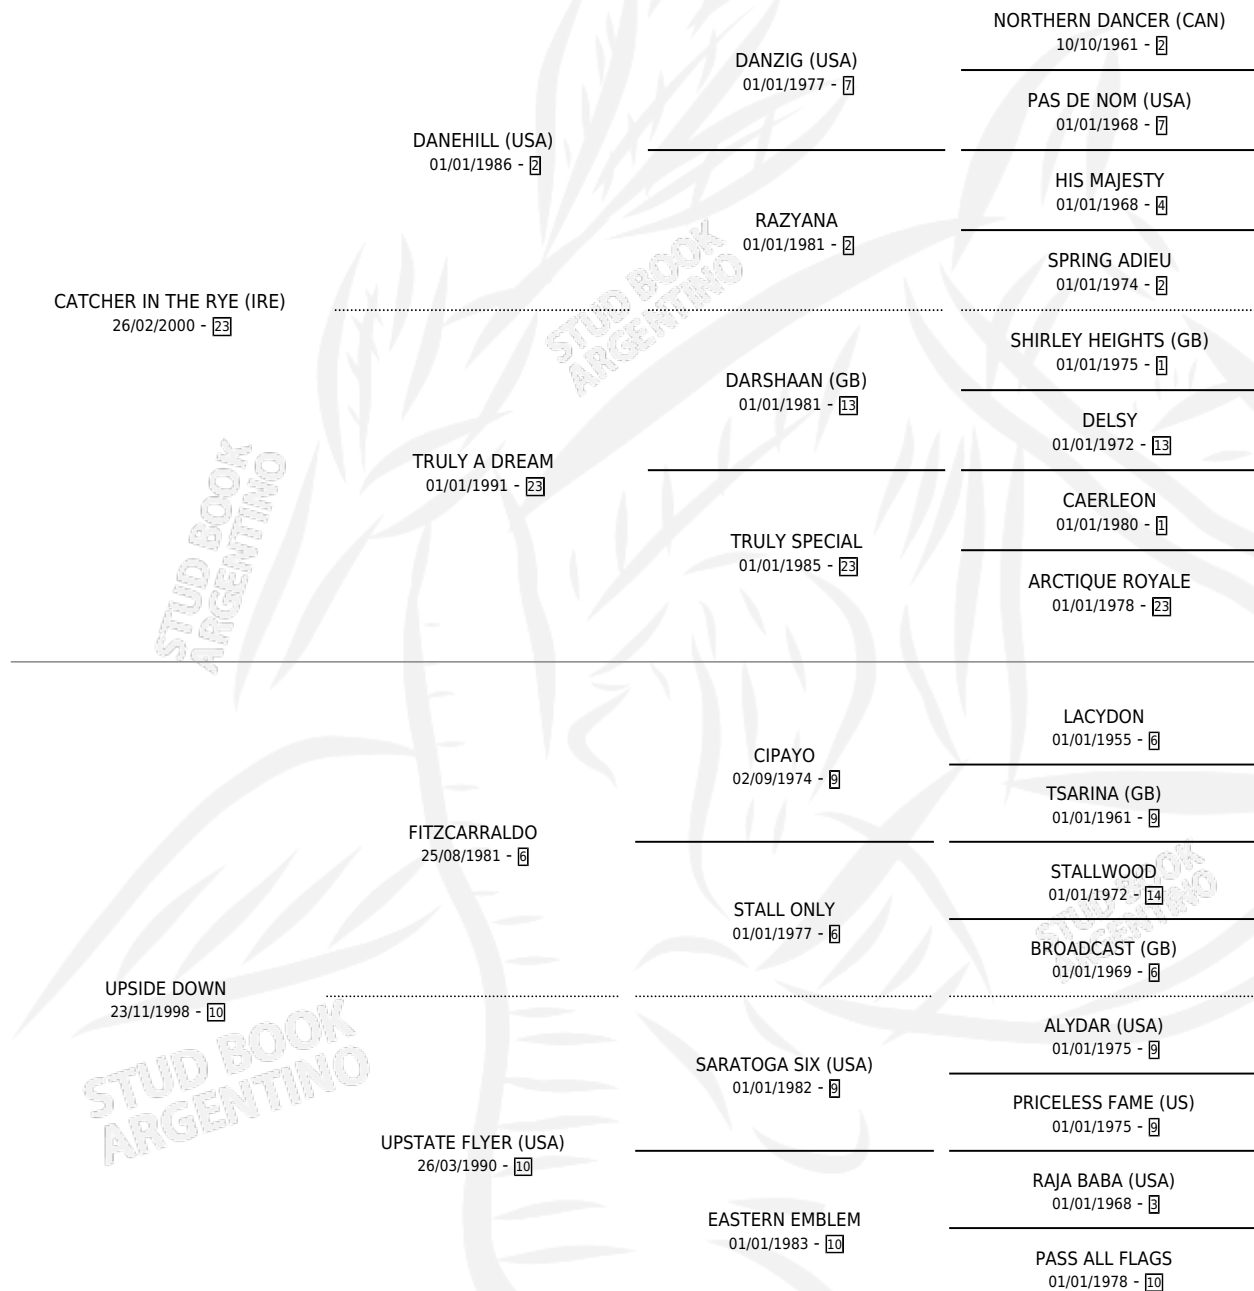 NORTHERN DANCER (CAN)
10/10/1961 - 2
DANZIG (USA)
01/01/1977 - 7
PAS DE NOM (USA)
01/01/1968 - 7
DANEHILL (USA)
01/01/1986 - 2
HIS MAJESTY
01/01/1968 - 4
RAZYANA
01/01/1981 - 2
SPRING ADIEU
01/01/1974 - 2
CATCHER IN THE RYE (IRE)
26/02/2000 - 23
SHIRLEY HEIGHTS (GB)
01/01/1975 - 1
DARSHAAN (GB)
01/01/1981 - 13
DELSY
01/01/1972 - 13
TRULY A DREAM
01/01/1991 - 23
CAERLEON
01/01/1980 - 1
TRULY SPECIAL
01/01/1985 - 23
ARCTIQUE ROYALE
01/01/1978 - 23
LACYDON
01/01/1955 - 6
CIPAYO
02/09/1974 - 9
TSARINA (GB)
01/01/1961 - 9
FITZCARRALDO
25/08/1981 - 6
STALLWOOD
01/01/1972 - 14
STALL ONLY
01/01/1977 - 6
BROADCAST (GB)
01/01/1969 - 6
UPSIDE DOWN
23/11/1998 - 10
ALYDAR (USA)
01/01/1975 - 9
SARATOGA SIX (USA)
01/01/1982 - 9
PRICELESS FAME (US)
01/01/1975 - 9
UPSTATE FLYER (USA)
26/03/1990 - 10
RAJA BABA (USA)
01/01/1968 - 3
EASTERN EMBLEM
01/01/1983 - 10
PASS ALL FLAGS
01/01/1978 - 10
STUD BOOK
ARGENTINO
STUD BOOK
ARGENTINO
STUD BOOK
ARGENTINO
STUD BOOK
ARGENTINO